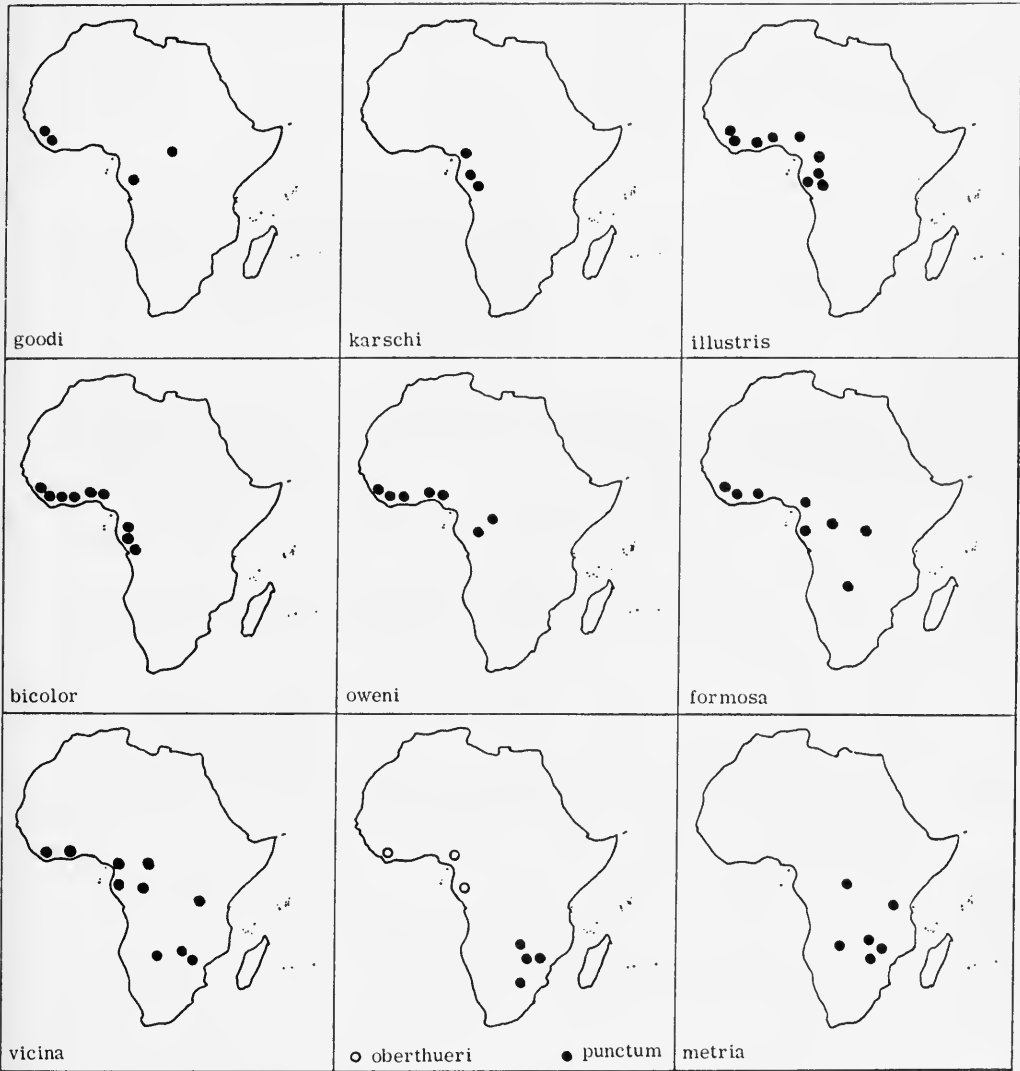 goodi
karschi
illustris
bicolor
oweni
formosa
vicina
oberthueri punctum
metria